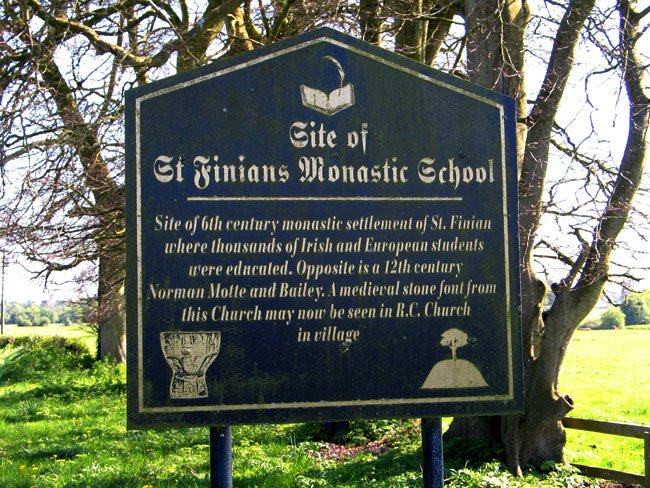 Site of
St Finians Monastic School
Site of 6th century monastic settlement of St. Finian
where thousands of Irish and European students
were educated. Opposite is a 12th century
Norman Motte and Bailey. A medieval stone font from
this Church may now be seen in R.C. Church
in village